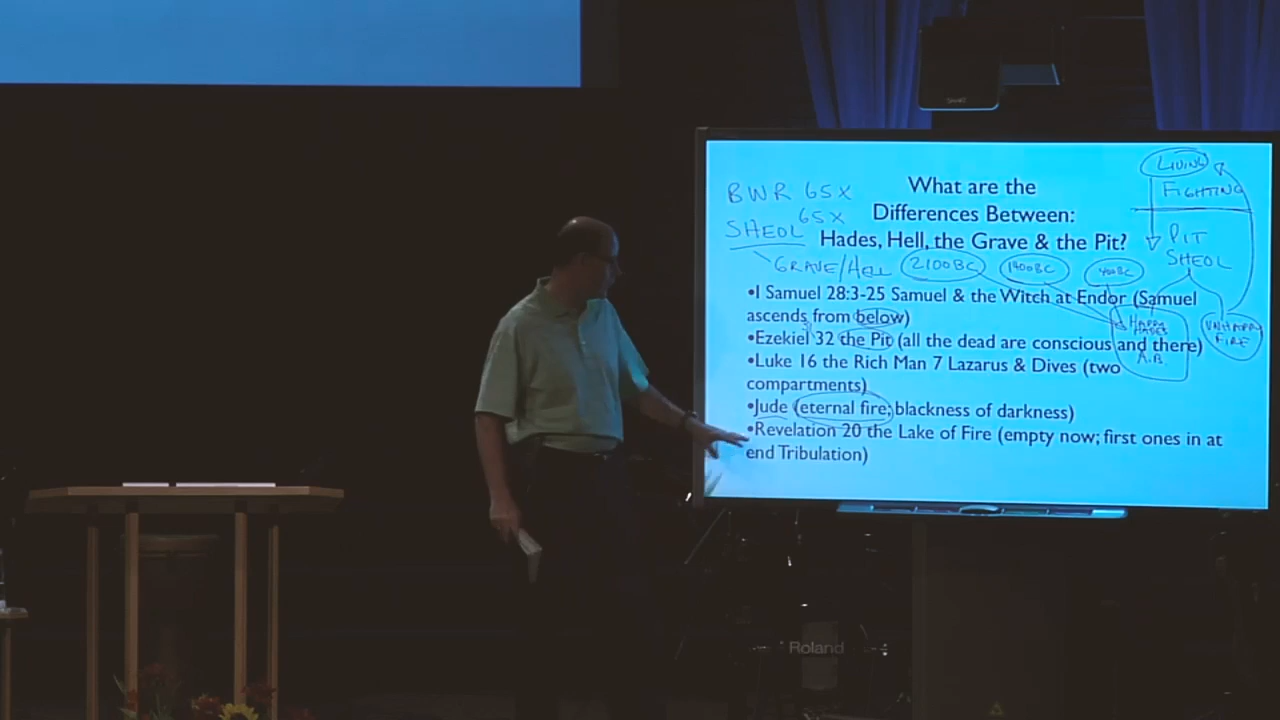 What are the
Differences Between:
Hades, Hell, the Grave & the Pit?
BWR 65X
SHEOL 65X
GRAVE/HELL
2100BC
1400BC
400BC
LIVING
FIGHTING
PIT
SHEOL
HAPPY
HADES
A.B.
UNHAPPY
FIRE
•I Samuel 28:3-25 Samuel & the Witch at Endor (Samuel
ascends from below)
•Ezekiel 32 the Pit (all the dead are conscious and there)
•Luke 16 the Rich Man 7 Lazarus & Dives (two
compartments)
•Jude (eternal fire; blackness of darkness)
•Revelation 20 the Lake of Fire (empty now; first ones in at
end Tribulation)
Roland